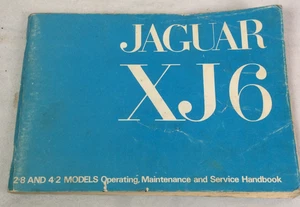 JAGUAR
XJ6
2·8 AND 4·2 MODELS Operating, Maintenance and Service Handbook